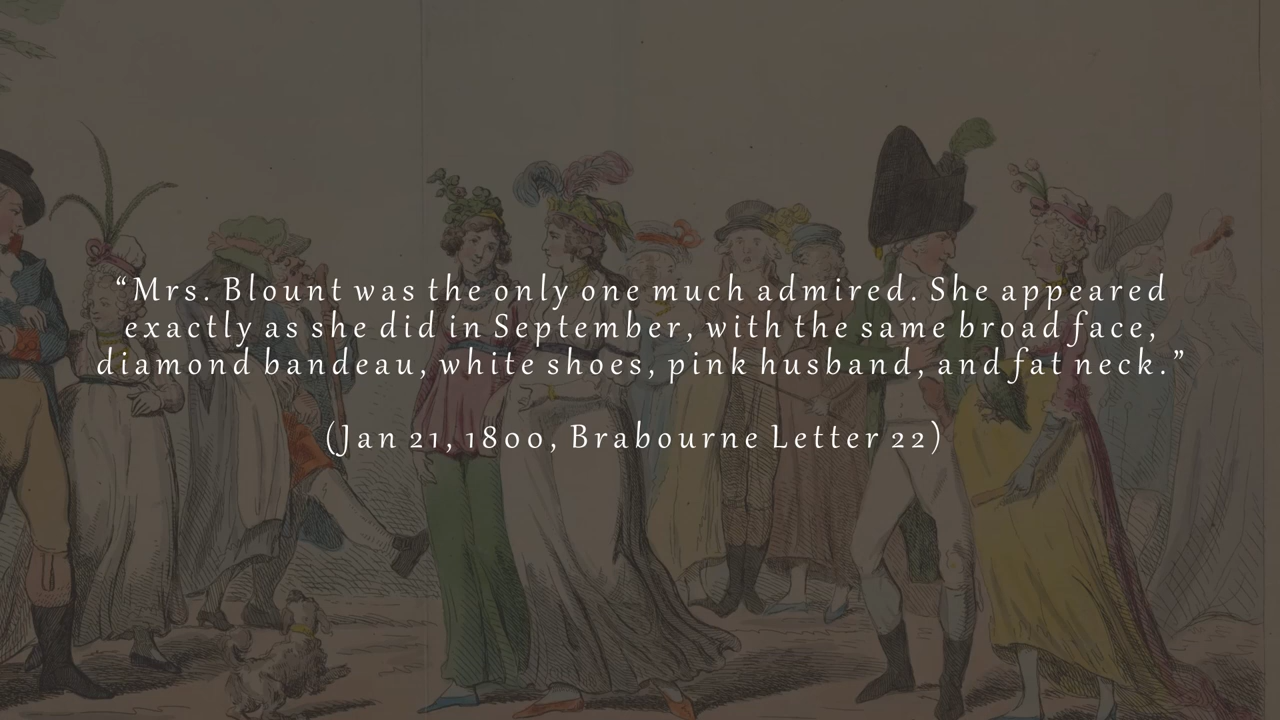 “Mrs. Blount was the only one much admired. She appeared
exactly as she did in September, with the same broad face,
diamond bandeau, white shoes, pink husband, and fat neck.”
(Jan 21, 1800, Brabourne Letter 22)